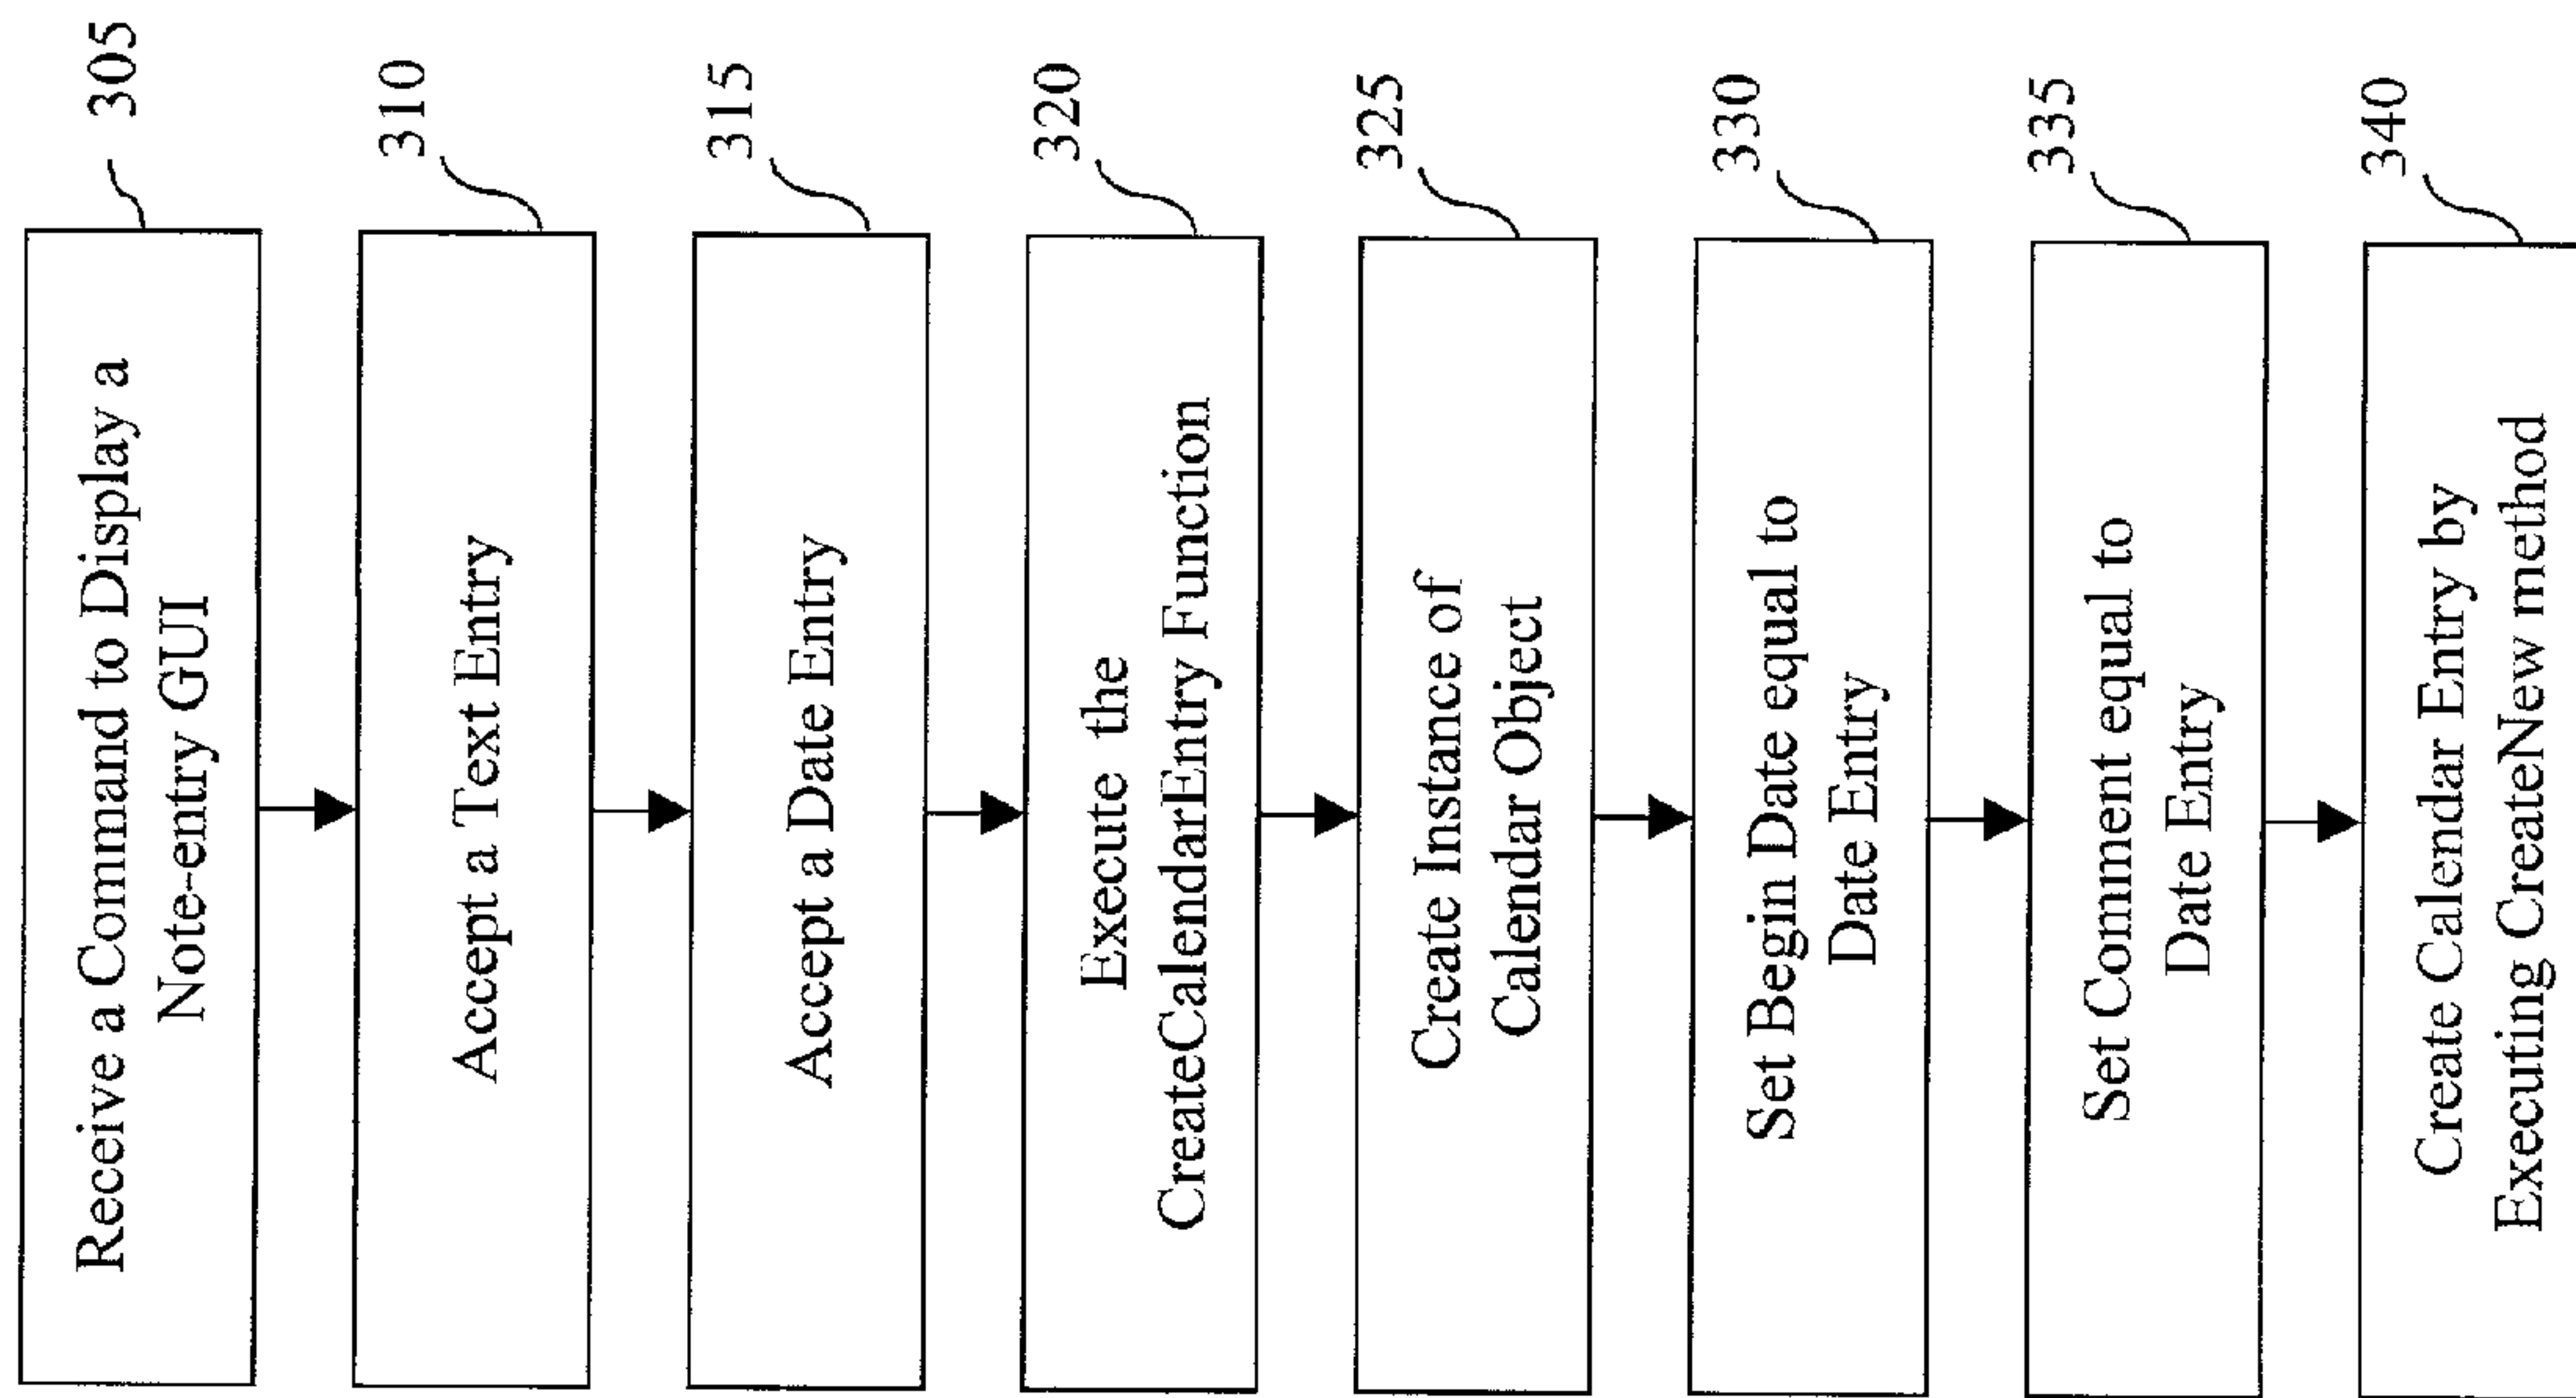 Receive a Command to Display a
Note-entry GUI
305
Accept a Text Entry
310
Accept a Date Entry
315
Execute the
CreateCalendarEntry Function
320
Create Instance of
Calendar Object
325
Set Begin Date equal to
Date Entry
330
Set Comment equal to
Date Entry
335
Create Calendar Entry by
Executing CreateNew method
340